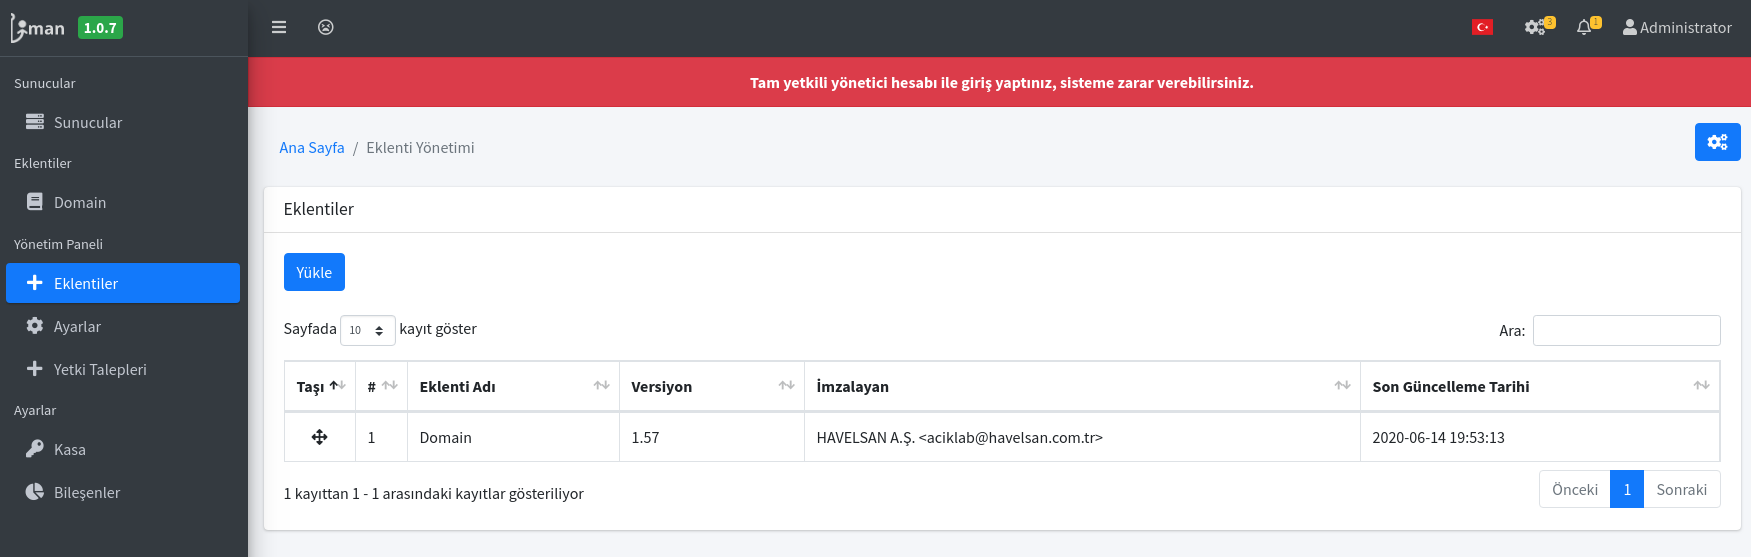 liman 1.0.7
3
1
Administrator
Tam yetkili yönetici hesabı ile giriş yaptınız, sisteme zarar verebilirsiniz.
Sunucular
Sunucular
Eklentiler
Domain
Yönetim Paneli
Eklentiler
Ayarlar
Yetki Talepleri
Ayarlar
Kasa
Bileşenler
Ana Sayfa / Eklenti Yönetimi
Eklentiler
Yükle
Sayfada 10 kayıt göster
Ara:
Taşı # Eklenti Adı Versiyon İmzalayan Son Güncelleme Tarihi
1 Domain 1.57 HAVELSAN A.Ş. <aciklab@havelsan.com.tr> 2020-06-14 19:53:13
1 kayıttan 1 - 1 arasındaki kayıtlar gösteriliyor
Önceki 1 Sonraki